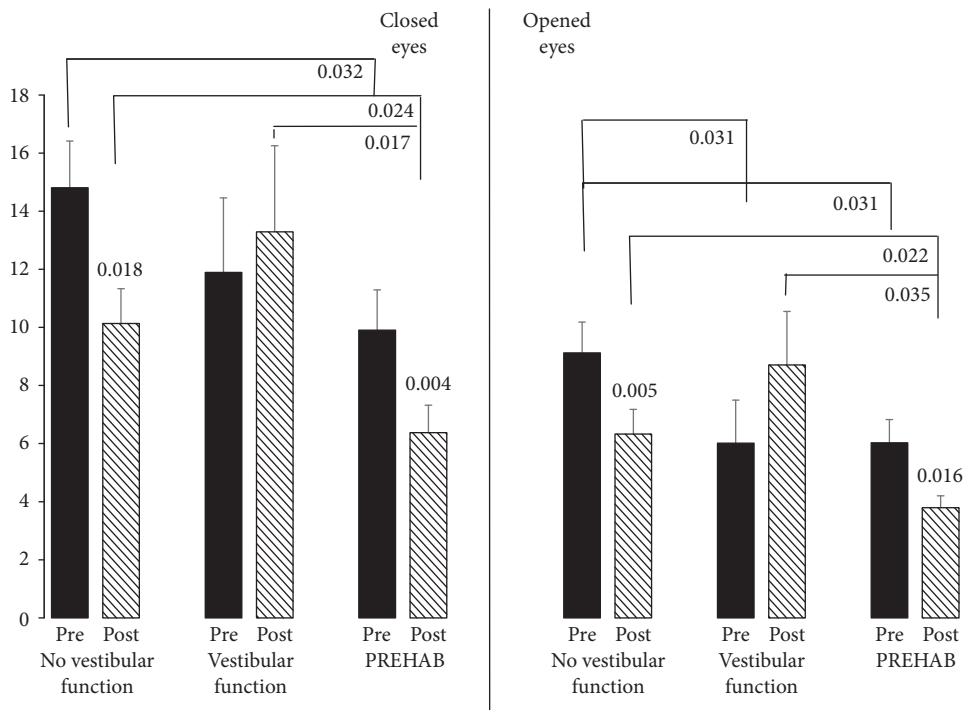 Closed
eyes
0.032
18
0.024
0.017
16
14
0.018
12
10
0.004
8
6
4
2
0
Pre Post Pre Post Pre Post
No vestibular function
Vestibular function
PREHAB
Opened
eyes
0.031
0.031
0.022
0.035
0.005
0.016
Pre Post Pre Post Pre Post
No vestibular function
Vestibular function
PREHAB